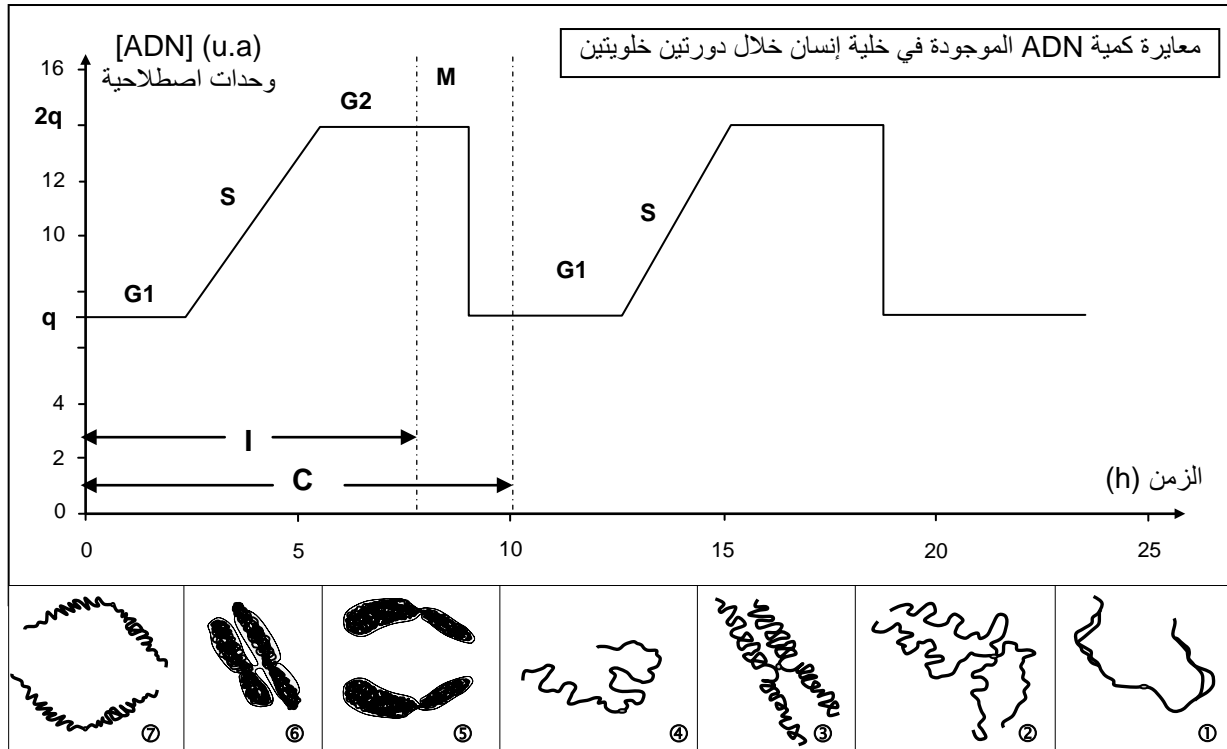 معايرة كمية ADN الموجودة في خلية إنسان خلال دورتين خلويتين
[ADN] (u.a)
وحدات اصطلاحية
16
2q
12
10
q
4
2
0
G1
S
G2
M
G1
S
I
C
الزمن (h)
0 5 10 15 20 25
⑦ ⑥ ⑤ ④ ③ ② ①